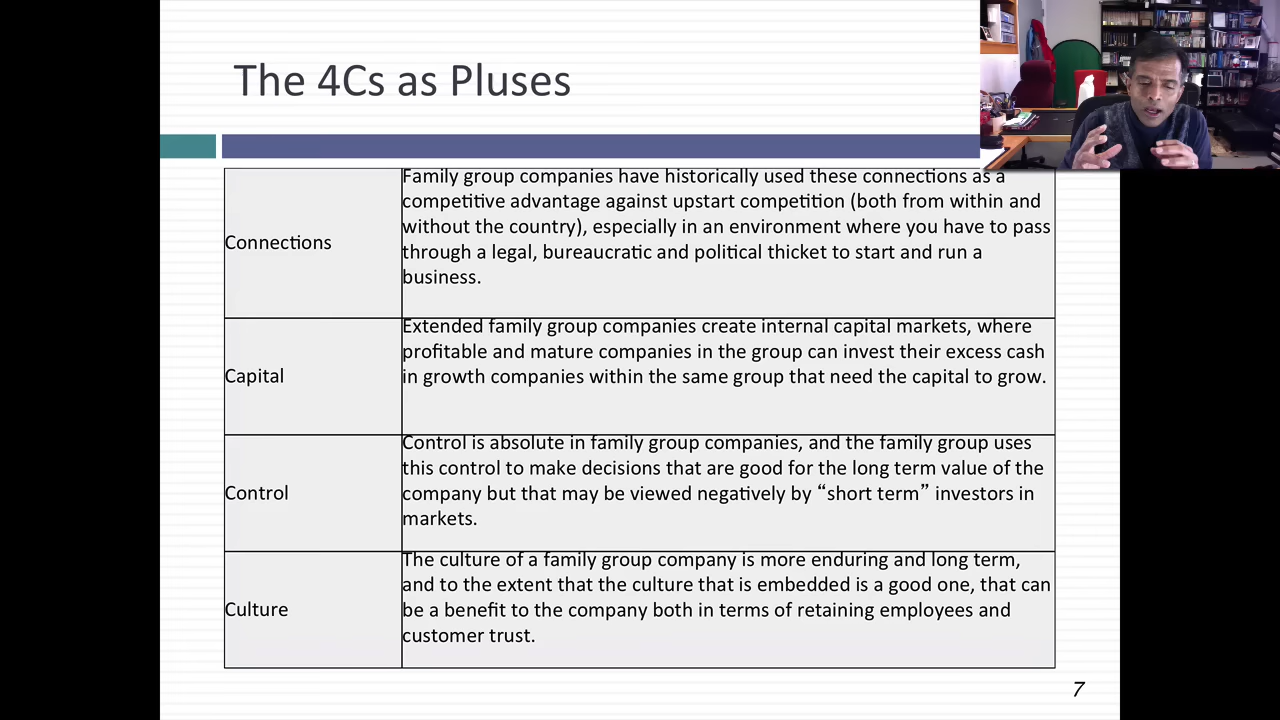 The 4Cs as Pluses
Connections
Family group companies have historically used these connections as a
competitive advantage against upstart competition (both from within and
without the country), especially in an environment where you have to pass
through a legal, bureaucratic and political thicket to start and run a
business.
Capital
Extended family group companies create internal capital markets, where
profitable and mature companies in the group can invest their excess cash
in growth companies within the same group that need the capital to grow.
Control
Control is absolute in family group companies, and the family group uses
this control to make decisions that are good for the long term value of the
company but that may be viewed negatively by “short term” investors in
markets.
Culture
The culture of a family group company is more enduring and long term,
and to the extent that the culture that is embedded is a good one, that can
be a benefit to the company both in terms of retaining employees and
customer trust.
7